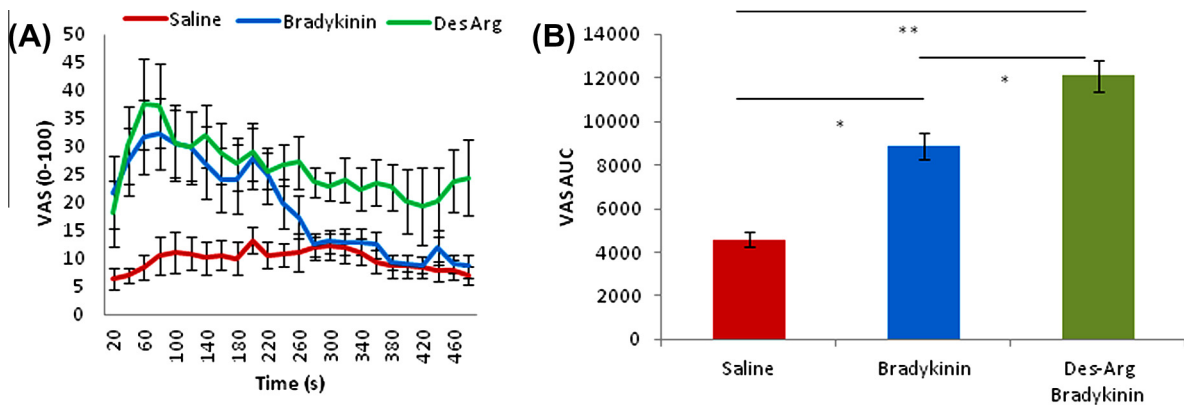 Saline Bradykinin DesArg
(A)
50
45
40
35
30
25
20
15
10
5
0
VAS (0-100)
20 60 100 140 180 220 260 300 340 380 420 460
Time (s)
(B)
14000
12000
10000
8000
6000
4000
2000
0
VAS AUC
**
*
*
Saline Bradykinin Des-Arg
Bradykinin